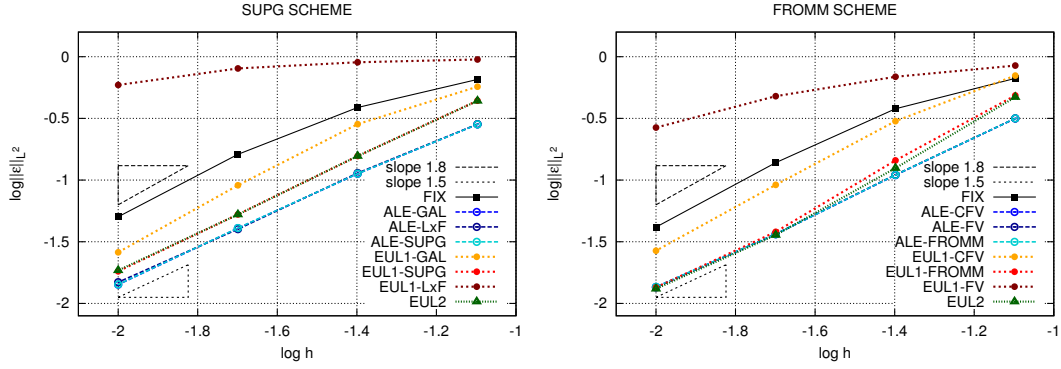 SUPG SCHEME
log||ε||L²
0
-0.5
-1
-1.5
-2
slope 1.8
slope 1.5
FIX
ALE-GAL
ALE-LxF
ALE-SUPG
EUL1-GAL
EUL1-SUPG
EUL1-LxF
EUL2
-2
-1.8
-1.6
-1.4
-1.2
-1
log h
FROMM SCHEME
log||ε||L²
0
-0.5
-1
-1.5
-2
slope 1.8
slope 1.5
FIX
ALE-CFV
ALE-FV
ALE-FROMM
EUL1-CFV
EUL1-FROMM
EUL1-FV
EUL2
-2
-1.8
-1.6
-1.4
-1.2
-1
log h